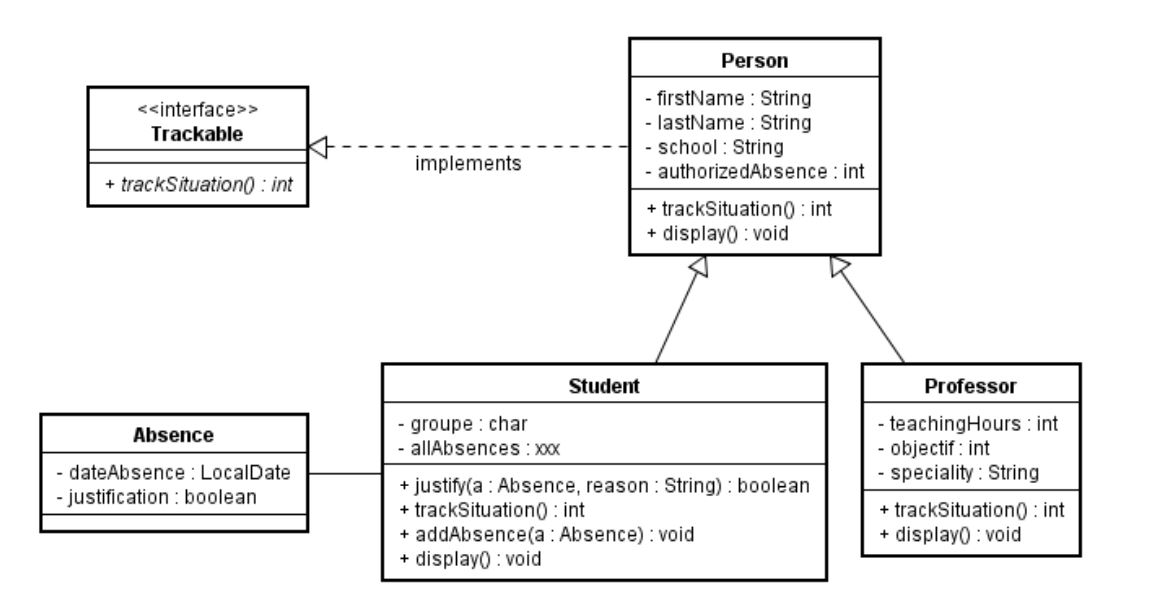 <<interface>>
Trackable
+ trackSituation() : int
implements
Person
- firstName : String
- lastName : String
- school : String
- authorizedAbsence : int
+ trackSituation() : int
+ display() : void
Absence
- dateAbsence : LocalDate
- justification : boolean
Student
- groupe : char
- allAbsences : xxx
+ justify(a : Absence, reason : String) : boolean
+ trackSituation() : int
+ addAbsence(a : Absence) : void
+ display() : void
Professor
- teachingHours : int
- objectif : int
- speciality : String
+ trackSituation() : int
+ display() : void